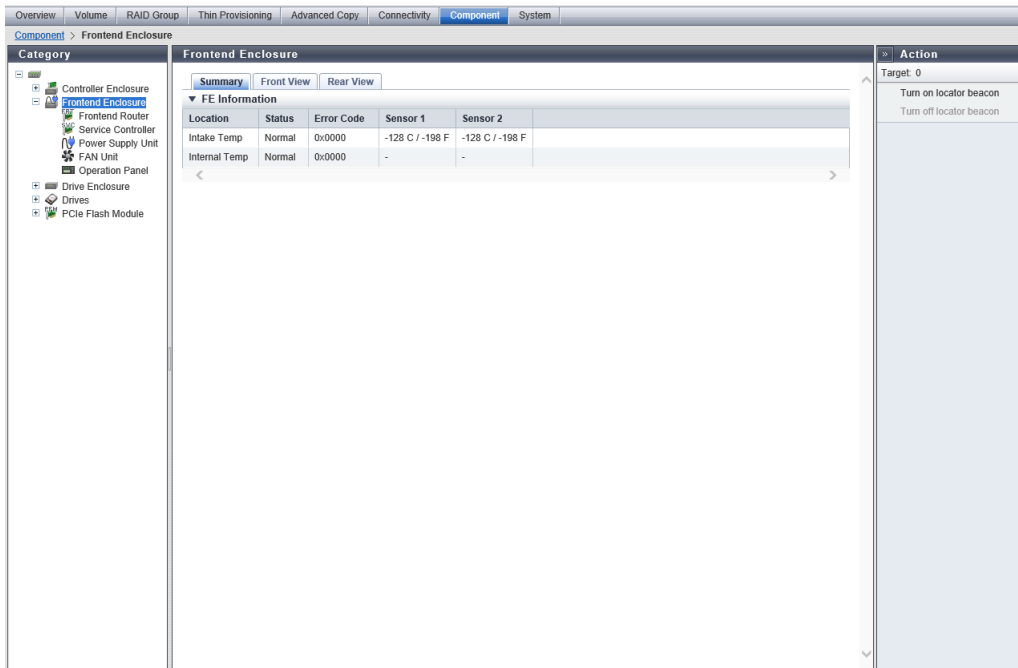 Overview Volume RAID Group Thin Provisioning Advanced Copy Connectivity Component System
Component > Frontend Enclosure
Category
Controller Enclosure
Frontend Enclosure
Frontend Router
Service Controller
Power Supply Unit
FAN Unit
Operation Panel
Drive Enclosure
Drives
PCIe Flash Module
Frontend Enclosure
Summary Front View Rear View
▼ FE Information
Location Status Error Code Sensor 1 Sensor 2
Intake Temp Normal 0x0000 -128 C / -198 F -128 C / -198 F
Internal Temp Normal 0x0000 - -
» Action
Target: 0
Turn on locator beacon
Turn off locator beacon